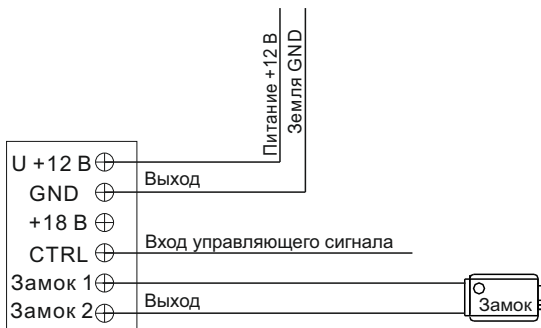 Питание +12 В
Земля GND
U +12 В
GND
Выход
+18 В
CTRL
Вход управляющего сигнала
Замок 1
Замок 2
Выход
Замок